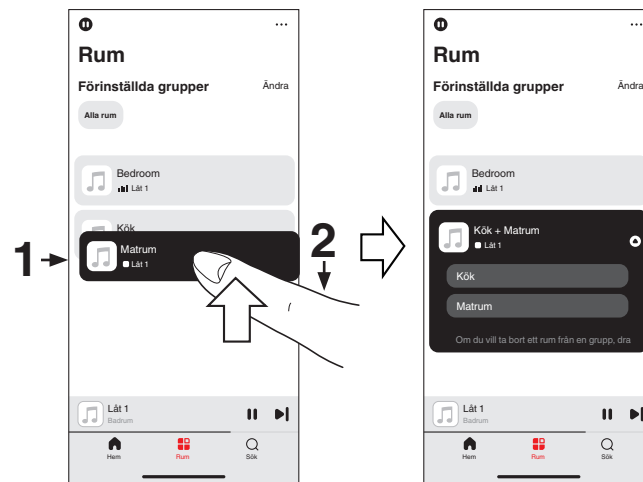 Rum
Förinställda grupper Ändra
Alla rum
Bedroom
Låt 1
Kök
Matrum
Låt 1
1
2
Låt 1
Badrum
Hem Rum Sök
Rum
Förinställda grupper Ändra
Alla rum
Bedroom
Låt 1
Kök + Matrum
Låt 1
Kök
Matrum
Om du vill ta bort ett rum från en grupp, dra
Låt 1
Badrum
Hem Rum Sök